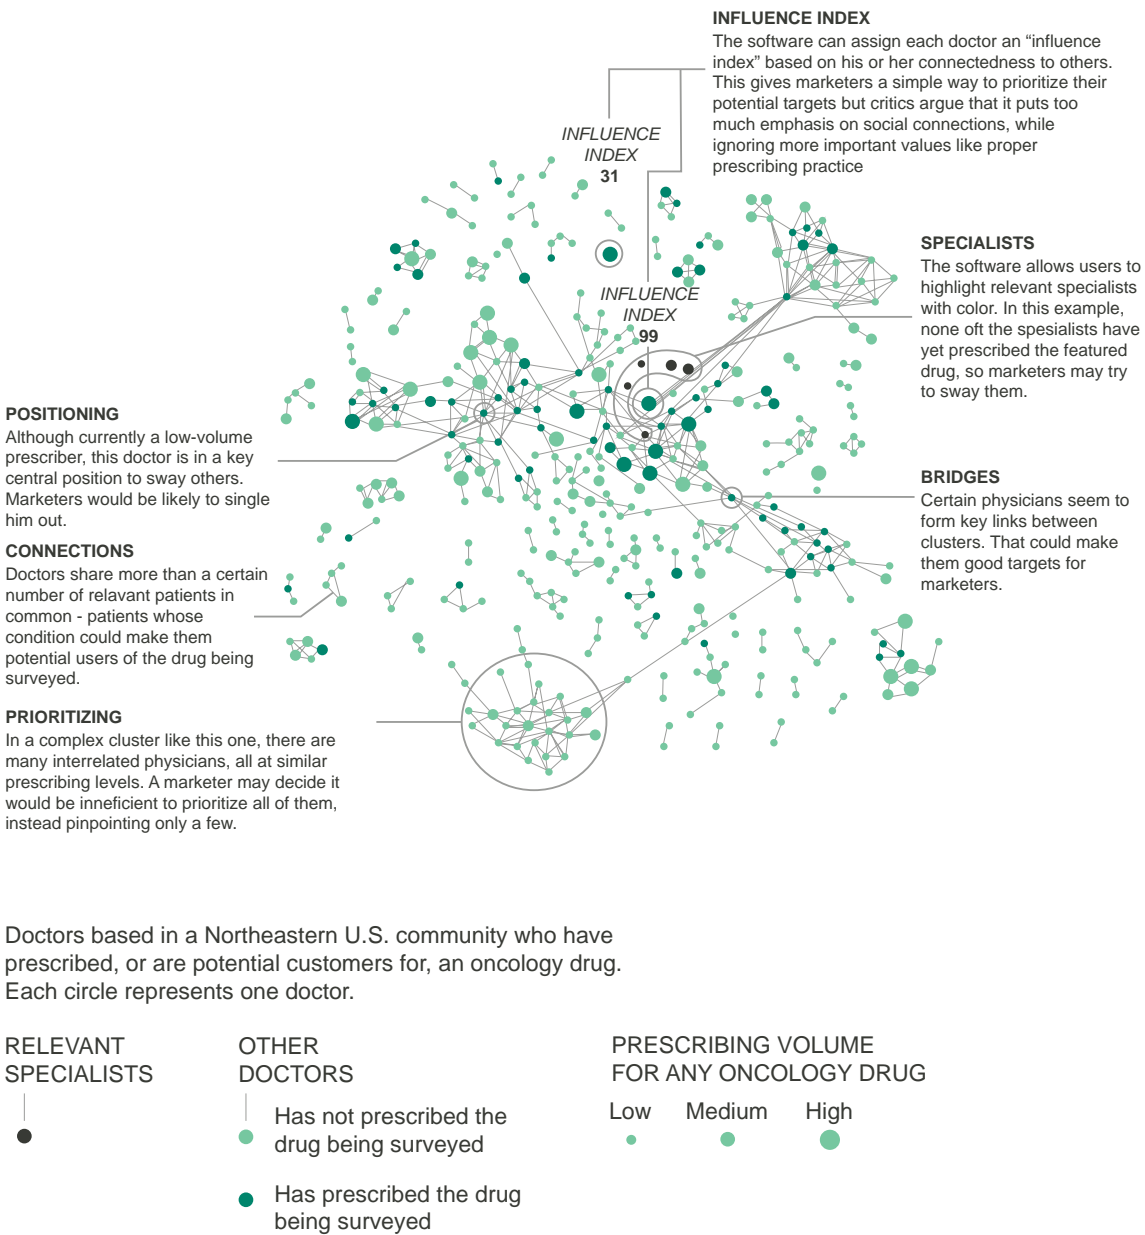 INFLUENCE INDEX
The software can assign each doctor an “influence
index” based on his or her connectedness to others.
This gives marketers a simple way to prioritize their
potential targets but critics argue that it puts too
much emphasis on social connections, while
ignoring more important values like proper
prescribing practice
INFLUENCE
INDEX
31
INFLUENCE
INDEX
99
SPECIALISTS
The software allows users to
highlight relevant specialists
with color. In this example,
none oft the spesialists have
yet prescribed the featured
drug, so marketers may try
to sway them.
POSITIONING
Although currently a low-volume
prescriber, this doctor is in a key
central position to sway others.
Marketers would be likely to single
him out.
BRIDGES
Certain physicians seem to
form key links between
clusters. That could make
them good targets for
marketers.
CONNECTIONS
Doctors share more than a certain
number of relavant patients in
common - patients whose
condition could make them
potential users of the drug being
surveyed.
PRIORITIZING
In a complex cluster like this one, there are
many interrelated physicians, all at similar
prescribing levels. A marketer may decide it
would be inneficient to prioritize all of them,
instead pinpointing only a few.
Doctors based in a Northeastern U.S. community who have
prescribed, or are potential customers for, an oncology drug.
Each circle represents one doctor.
RELEVANT
SPECIALISTS
OTHER
DOCTORS
Has not prescribed the
drug being surveyed
Has prescribed the drug
being surveyed
PRESCRIBING VOLUME
FOR ANY ONCOLOGY DRUG
Low Medium High